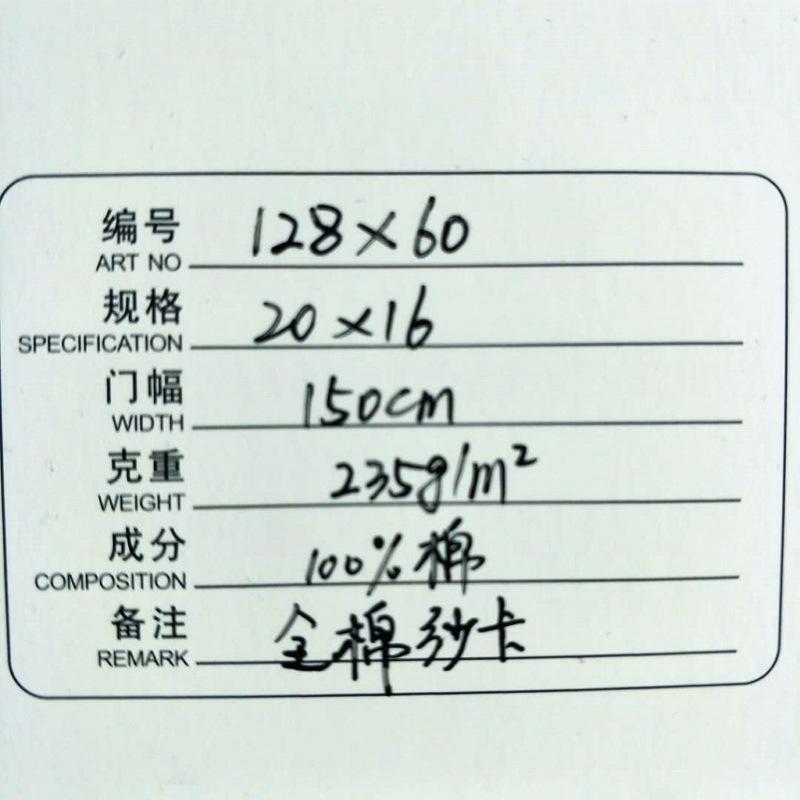 编号 128×60
ART NO
规格 20×16
SPECIFICATION
门幅 150cm
WIDTH
克重 235g/m²
WEIGHT
成分 100%棉
COMPOSITION
备注 全棉纱卡
REMARK